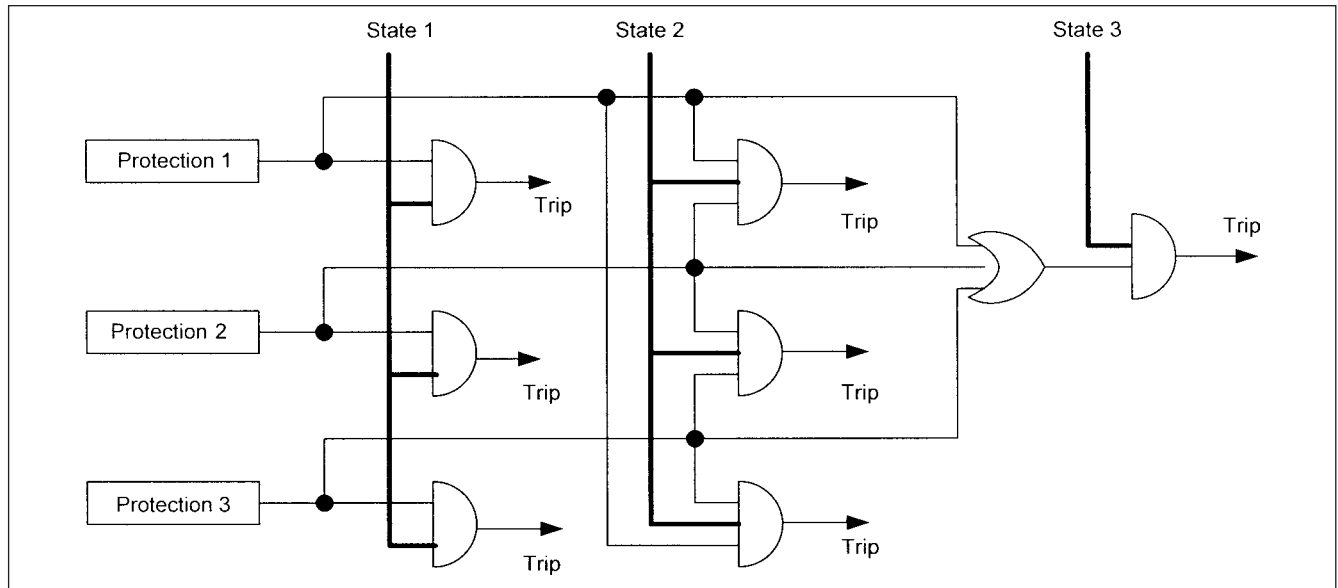 State 1
State 2
State 3
Protection 1
Trip
Trip
Trip
Protection 2
Trip
Trip
Protection 3
Trip
Trip